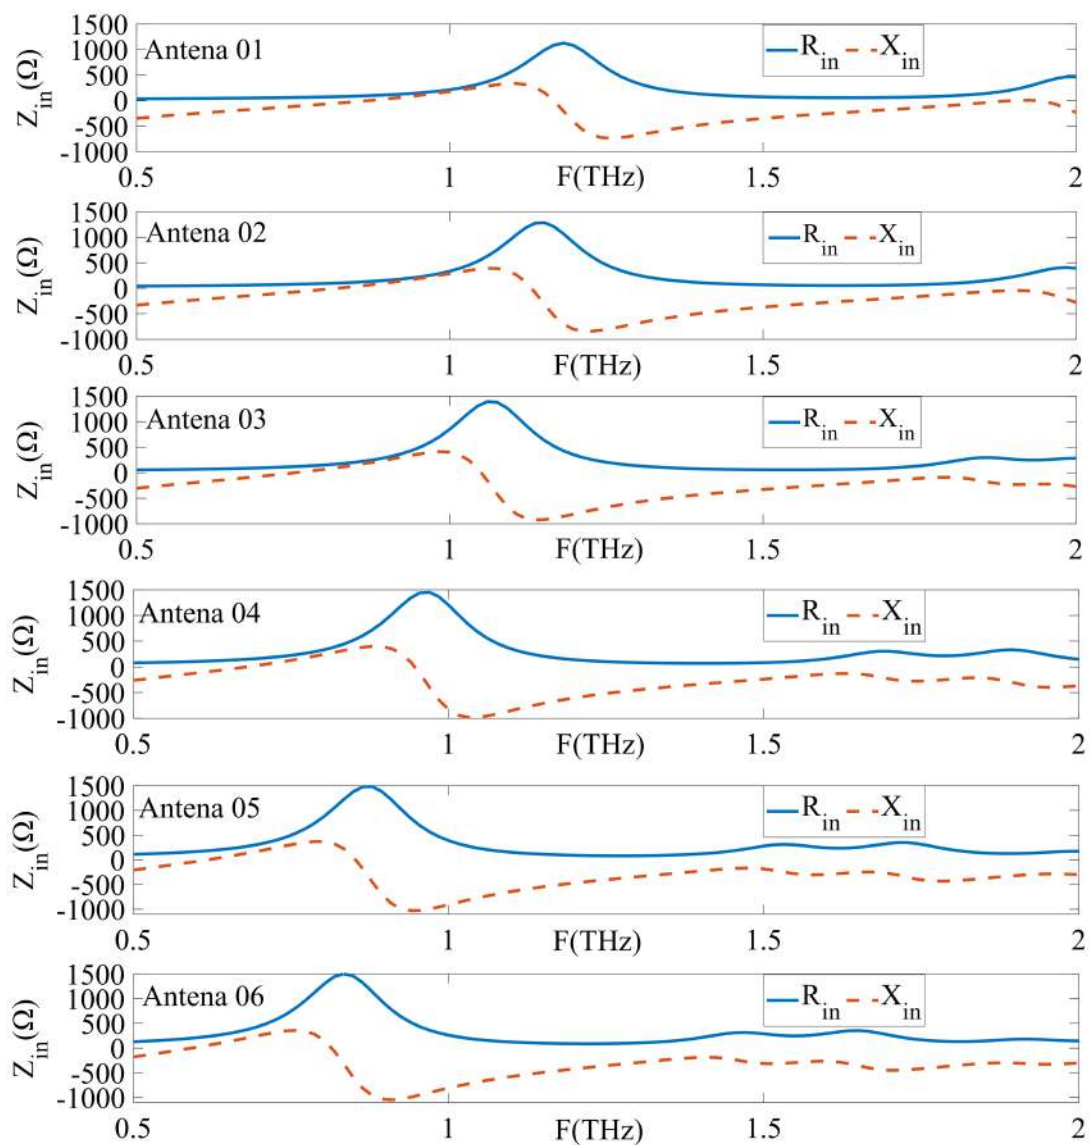 1500
1000
500
0
-500
-1000
Z_in(Ω)
Antena 01
R_in X_in
0.5 1 F(THz) 1.5 2
1500
1000
500
0
-500
-1000
Z_in(Ω)
Antena 02
R_in X_in
0.5 1 F(THz) 1.5 2
1500
1000
500
0
-500
-1000
Z_in(Ω)
Antena 03
R_in X_in
0.5 1 F(THz) 1.5 2
1500
1000
500
0
-500
-1000
Z_in(Ω)
Antena 04
R_in X_in
0.5 1 F(THz) 1.5 2
1500
1000
500
0
-500
-1000
Z_in(Ω)
Antena 05
R_in X_in
0.5 1 F(THz) 1.5 2
1500
1000
500
0
-500
-1000
Z_in(Ω)
Antena 06
R_in X_in
0.5 1 F(THz) 1.5 2